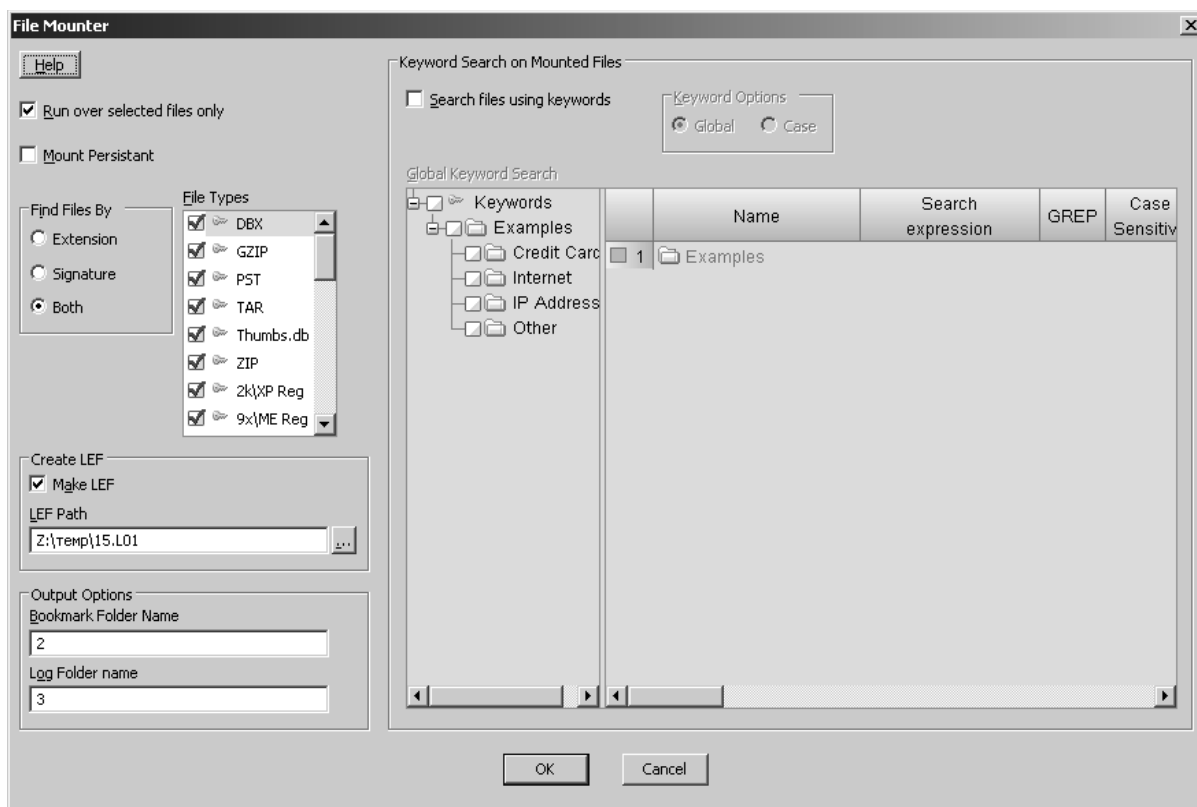 File Mounter
Help
Run over selected files only
Mount Persistant
Find Files By
Extension
Signature
Both
File Types
DBX
GZIP
PST
TAR
Thumbs.db
ZIP
2k\XP Reg
9x\ME Reg
Create LEF
Make LEF
LEF Path
Z:\темр\15.L01
...
Output Options
Bookmark Folder Name
2
Log Folder name
3
Keyword Search on Mounted Files
Search files using keywords
Keyword Options
Global Case
Global Keyword Search
Keywords
Examples
Credit Card
Internet
IP Address
Other
Name Search expression GREP Case Sensitiv
1 Examples
OK Cancel